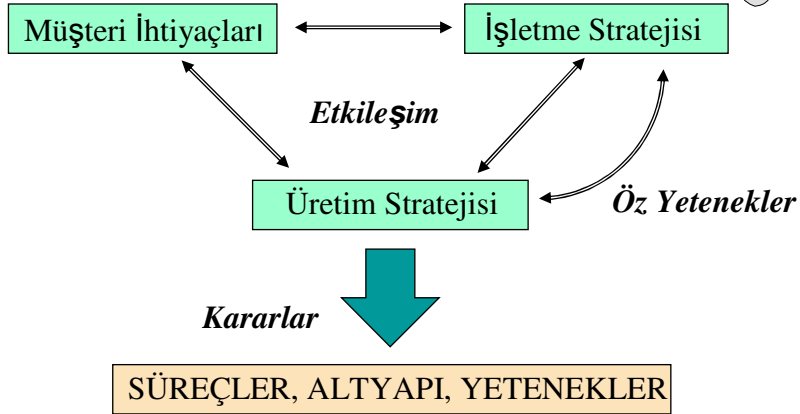 Müşteri İhtiyaçları
İşletme Stratejisi
Etkileşim
Üretim Stratejisi
Öz Yetenekler
Kararlar
SÜREÇLER, ALTYAPI, YETENEKLER